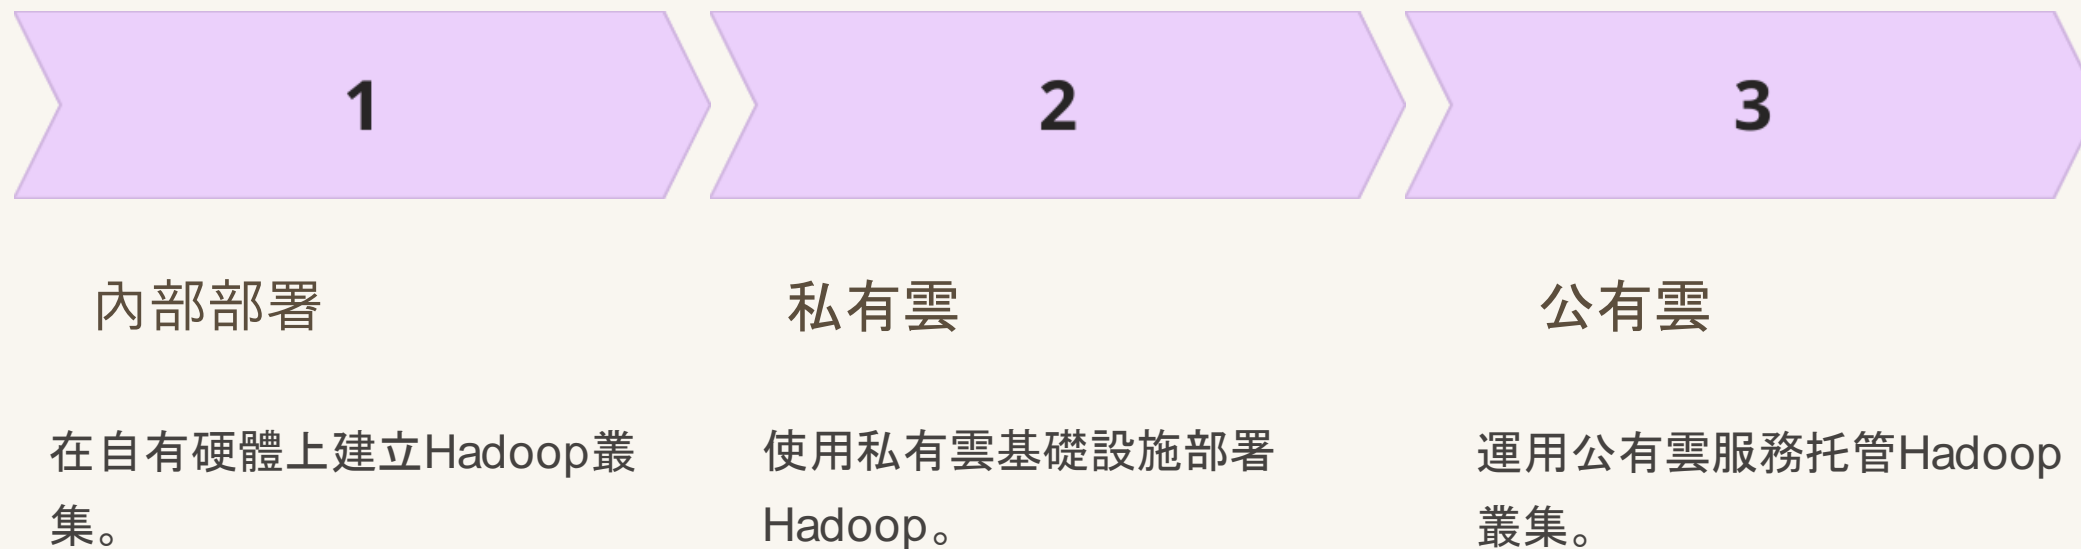 1
2
3
內部部署
私有雲
公有雲
在自有硬體上建立Hadoop叢
集。
使用私有雲基礎設施部署
Hadoop。
運用公有雲服務托管Hadoop
叢集。